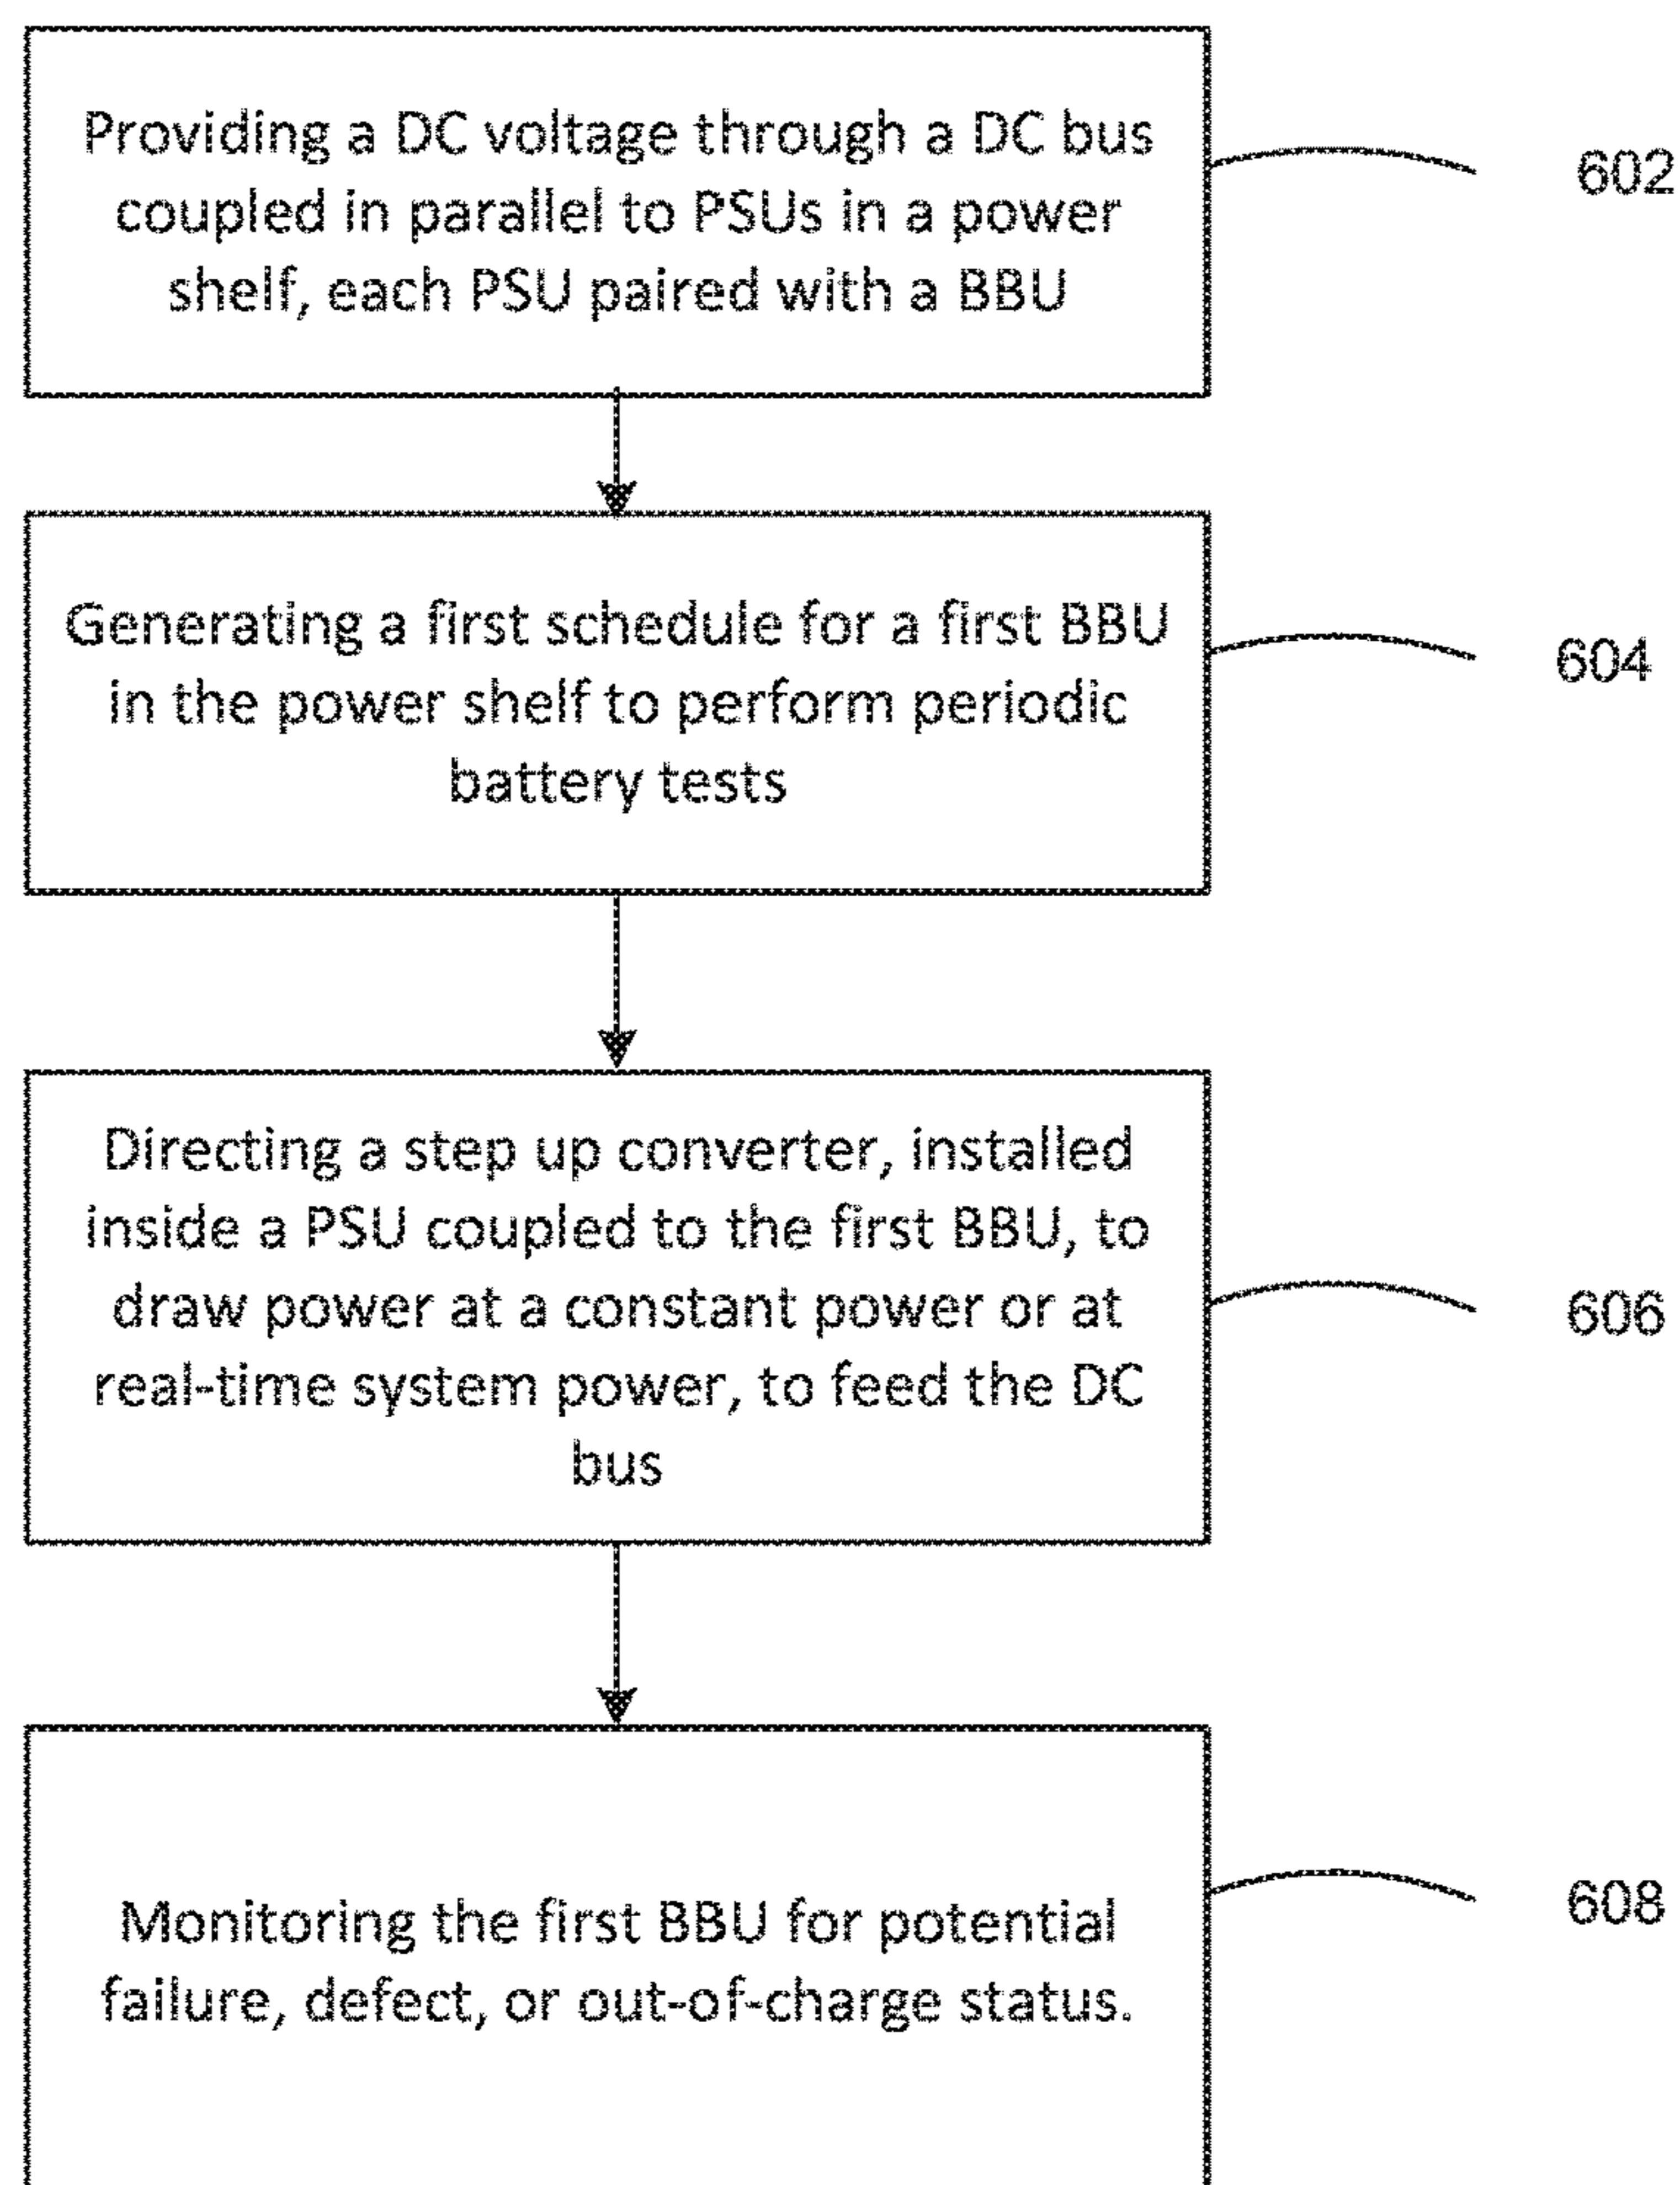 Providing a DC voltage through a DC bus
coupled in parallel to PSUs in a power
shelf, each PSU paired with a BBU
602
Generating a first schedule for a first BBU
in the power shelf to perform periodic
battery tests
604
Directing a step up converter, installed
inside a PSU coupled to the first BBU, to
draw power at a constant power or at
real-time system power, to feed the DC
bus
606
Monitoring the first BBU for potential
failure, defect, or out-of-charge status.
608